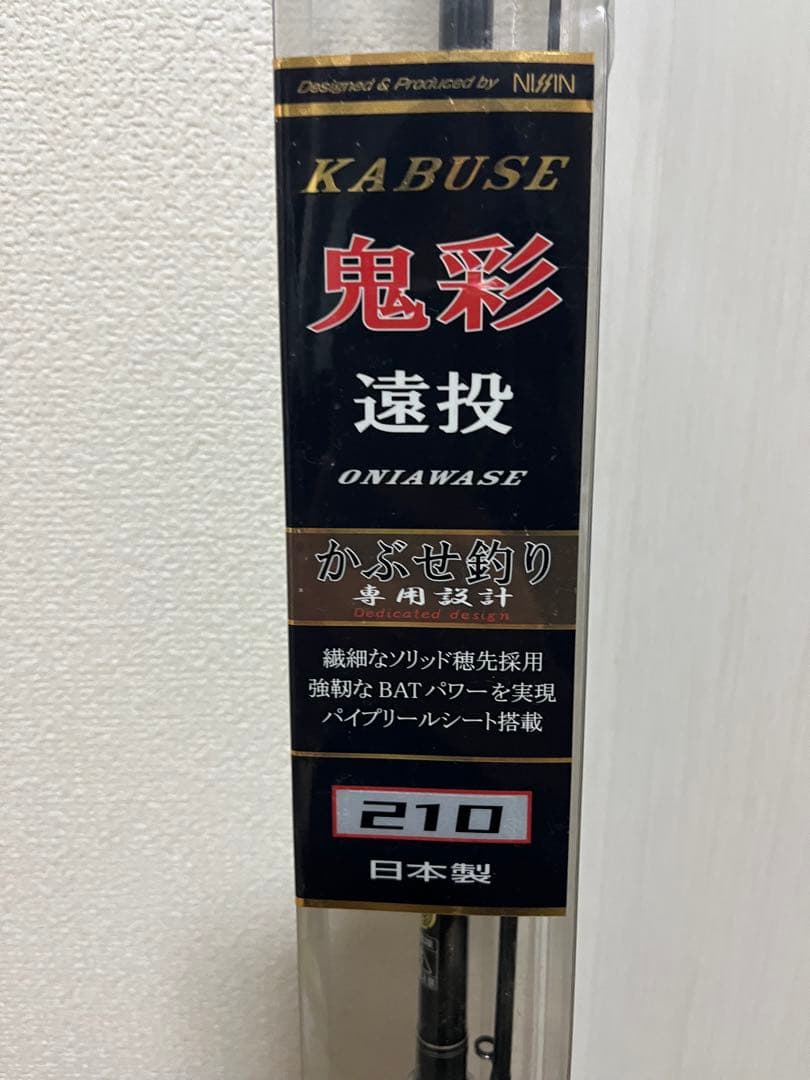 Designed & Produced by NISSIN
KABUSE
鬼彩
遠投
ONIAWASE
かぶせ釣り
専用設計
Dedicated design
繊細なソリッド穂先採用
強靭なBATパワーを実現
パイプリールシート搭載
210
日本製